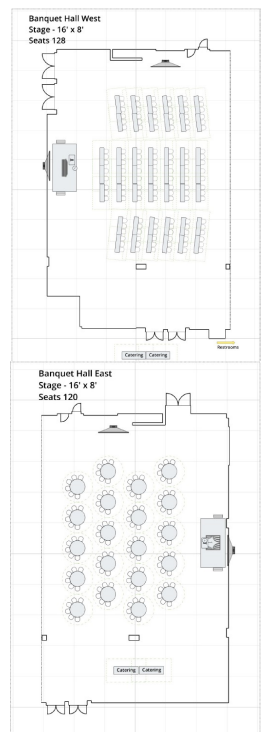 Banquet Hall West
Stage - 16' x 8'
Seats 128
Restrooms
Catering Catering
Banquet Hall East
Stage - 16' x 8'
Seats 120
Catering Catering